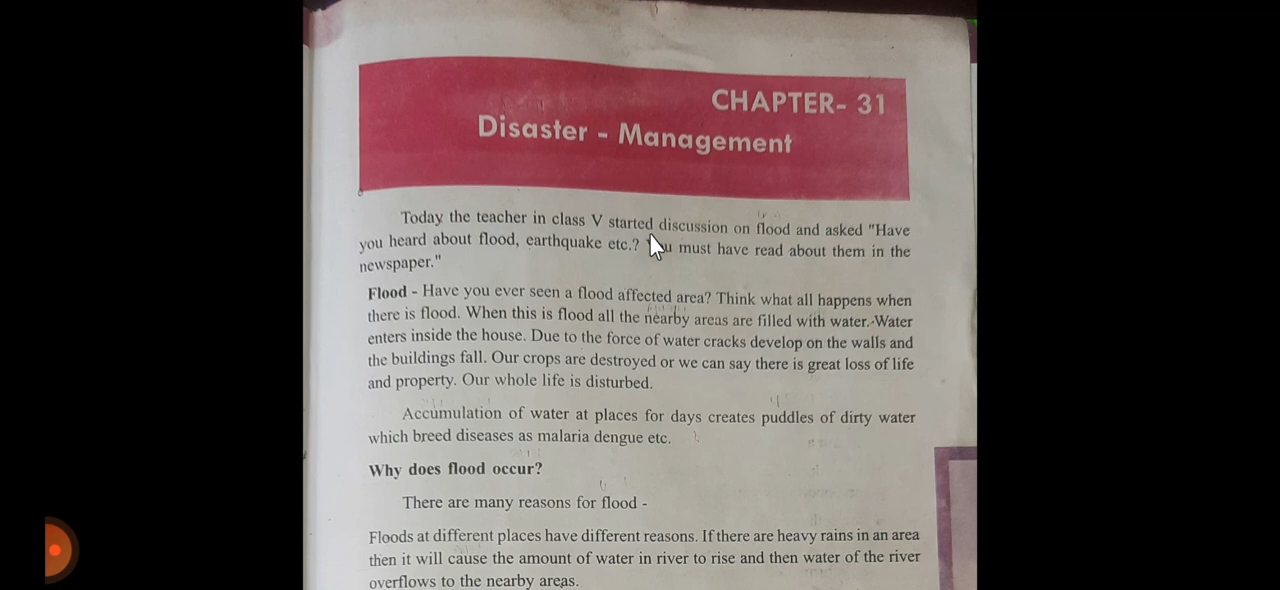 CHAPTER- 31
Disaster - Management
Today the teacher in class V started discussion on flood and asked "Have
you heard about flood, earthquake etc.? You must have read about them in the
newspaper."
Flood - Have you ever seen a flood affected area? Think what all happens when
there is flood. When this is flood all the nearby areas are filled with water. Water
enters inside the house. Due to the force of water cracks develop on the walls and
the buildings fall. Our crops are destroyed or we can say there is great loss of life
and property. Our whole life is disturbed.
Accumulation of water at places for days creates puddles of dirty water
which breed diseases as malaria dengue etc.
Why does flood occur?
There are many reasons for flood -
Floods at different places have different reasons. If there are heavy rains in an area
then it will cause the amount of water in river to rise and then water of the river
overflows to the nearby areas.